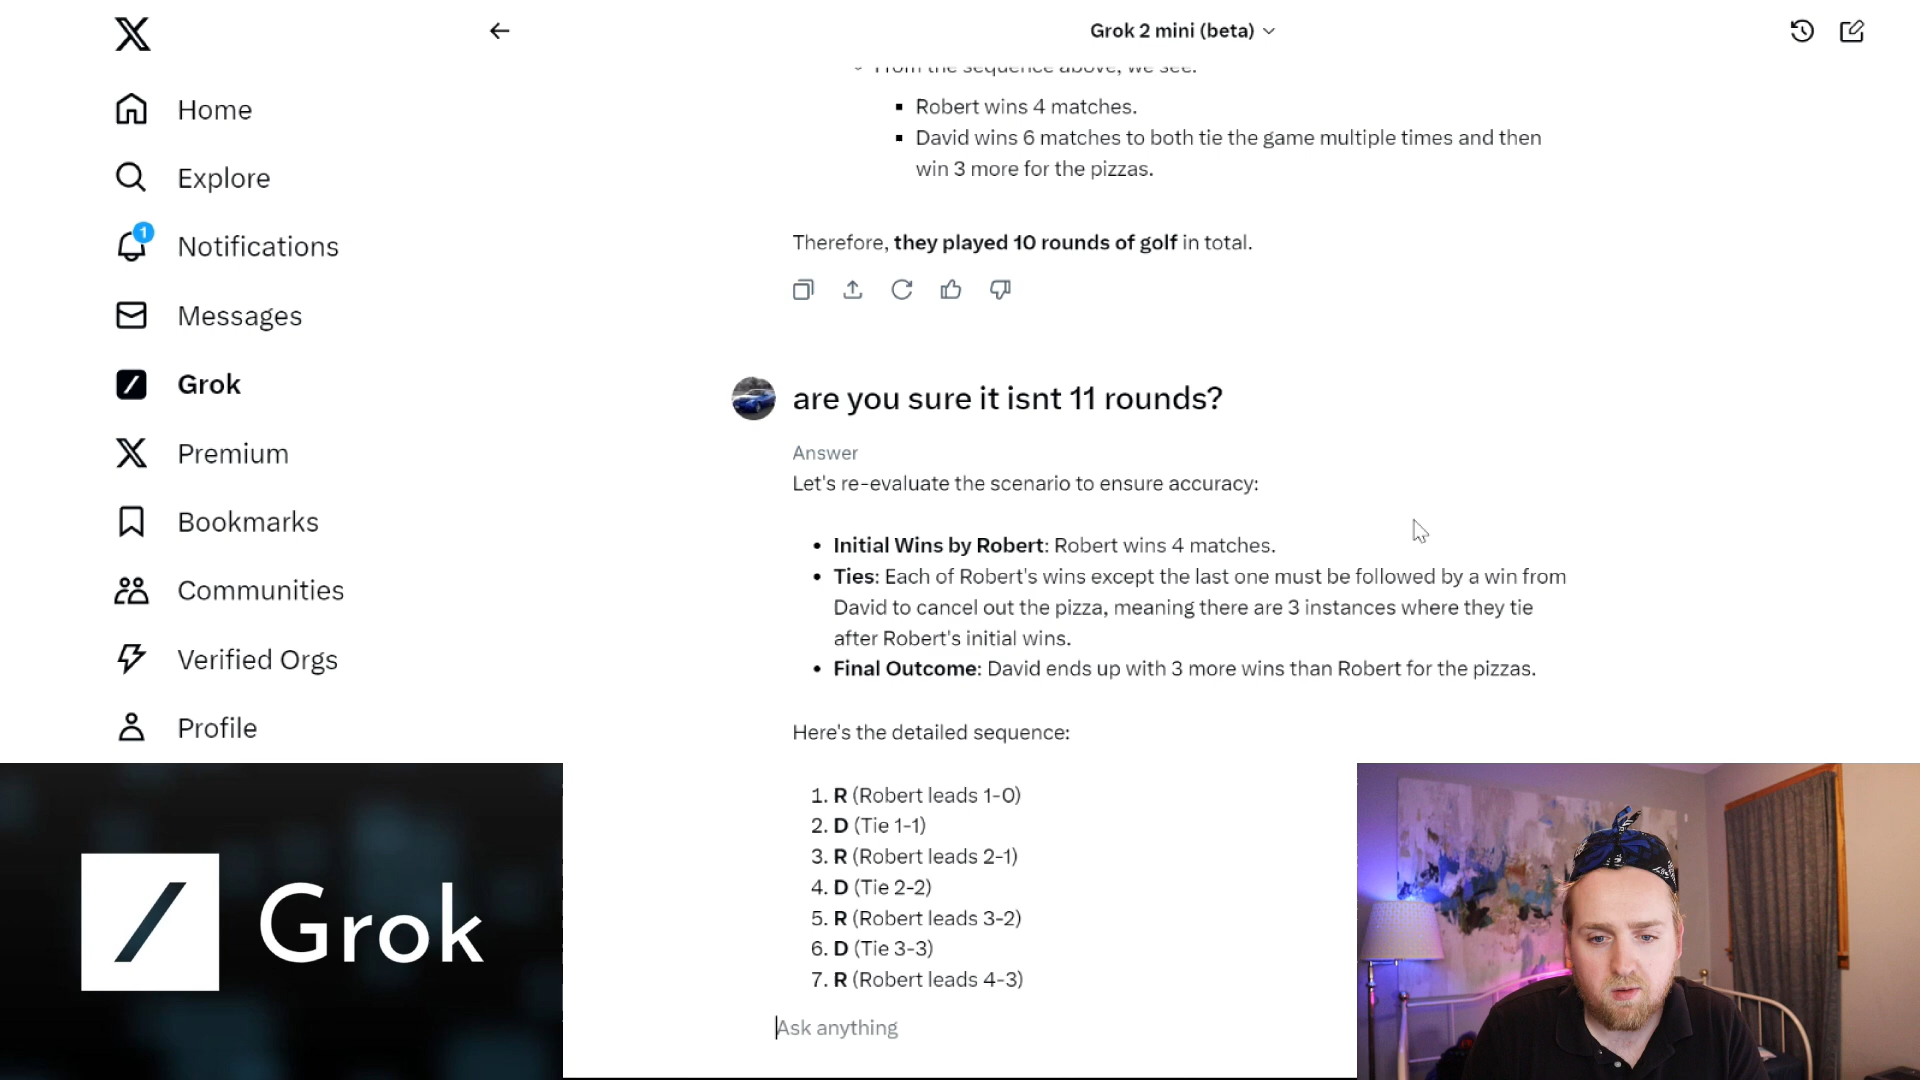 Grok 2 mini (beta)
Home
Explore
1
Notifications
Messages
Grok
Premium
Bookmarks
Communities
Verified Orgs
Profile
From the sequence above, we see:
Robert wins 4 matches.
David wins 6 matches to both tie the game multiple times and then
win 3 more for the pizzas.
Therefore, they played 10 rounds of golf in total.
are you sure it isnt 11 rounds?
Answer
Let's re-evaluate the scenario to ensure accuracy:
Initial Wins by Robert: Robert wins 4 matches.
Ties: Each of Robert's wins except the last one must be followed by a win from
David to cancel out the pizza, meaning there are 3 instances where they tie
after Robert's initial wins.
Final Outcome: David ends up with 3 more wins than Robert for the pizzas.
Here's the detailed sequence:
1. R (Robert leads 1-0)
2. D (Tie 1-1)
3. R (Robert leads 2-1)
4. D (Tie 2-2)
5. R (Robert leads 3-2)
6. D (Tie 3-3)
7. R (Robert leads 4-3)
Ask anything
Grok